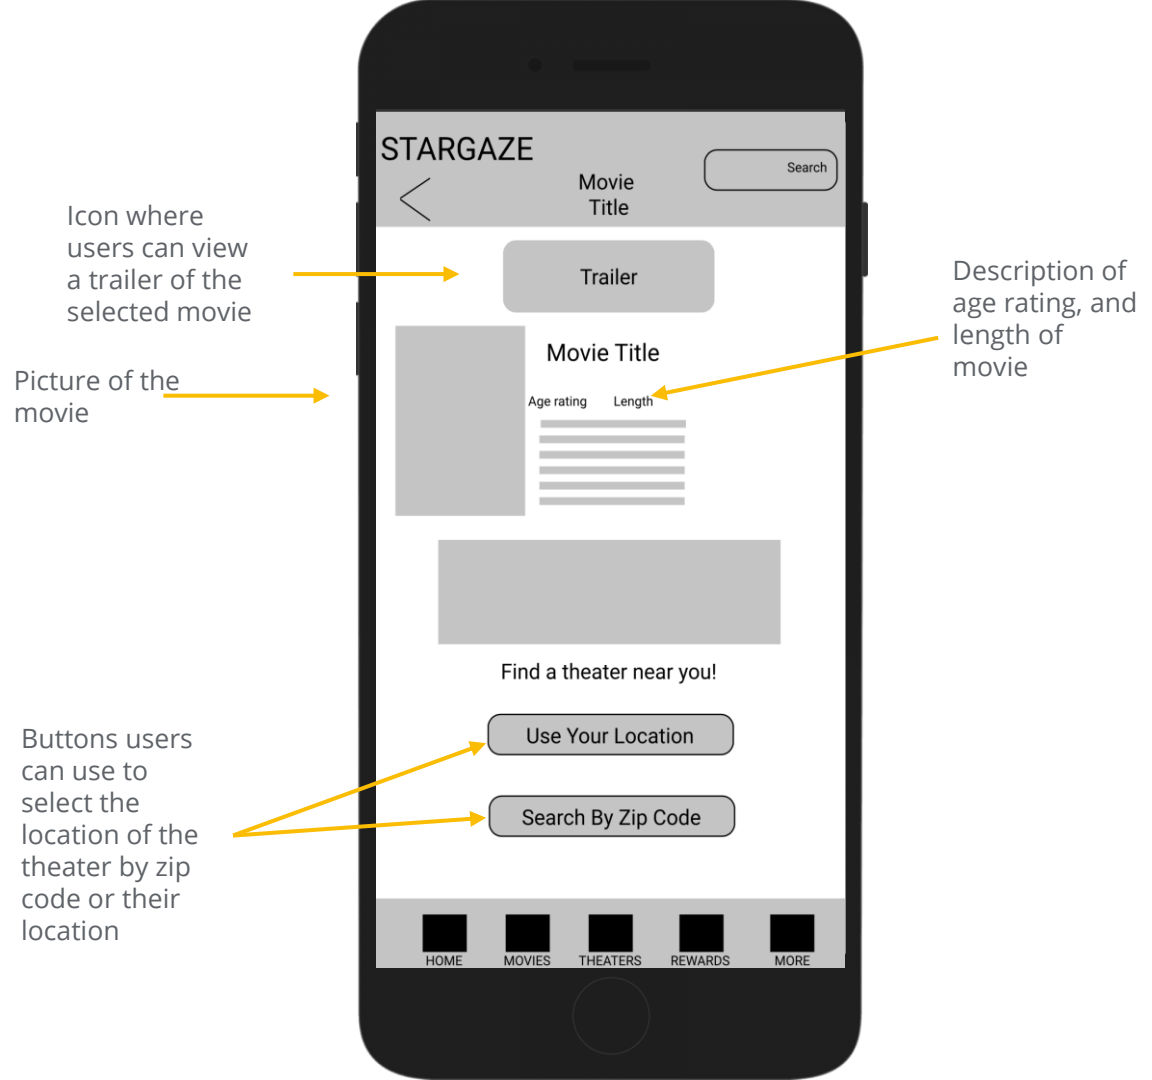 STARGAZE
Search
Movie
Title
Icon where
users can view
a trailer of the
selected movie
Trailer
Description of
age rating, and
length of
movie
Picture of the
movie
Movie Title
Age rating
Length
Find a theater near you!
Buttons users
can use to
select the
location of the
theater by zip
code or their
location
Use Your Location
Search By Zip Code
HOME
MOVIES
THEATERS
REWARDS
MORE